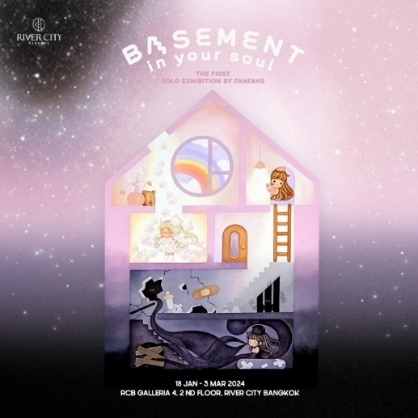 RIVER CITY
BANGKOK
BASEMENT
in your soul
THE FIRST
SOLO EXHIBITION BY FAHFAHS
18 JAN - 3 MAR 2024
RCB GALLERIA 4, 2 ND FLOOR, RIVER CITY BANGKOK